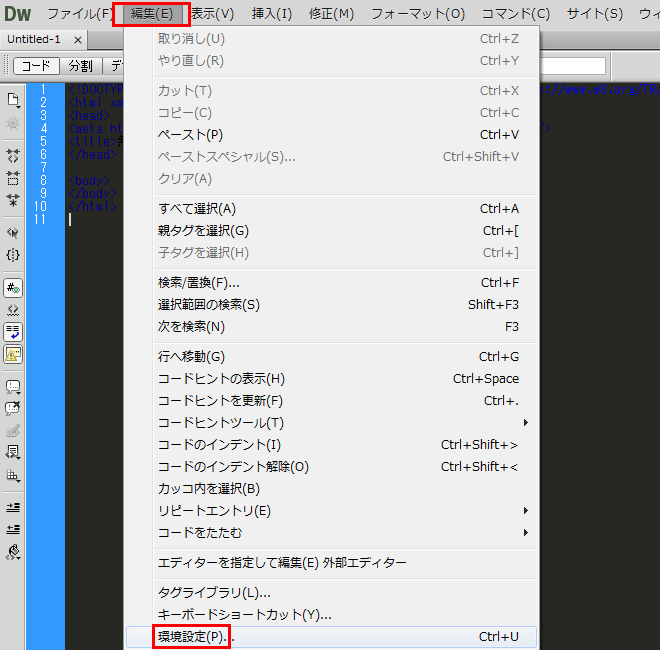 Dw ファイル(F) 編集(E) 表示(V) 挿入(I) 修正(M) フォーマット(O) コマンド(C) サイト(S)
Untitled-1 ×
コード 分割
取り消し(U) Ctrl+Z
やり直し(R) Ctrl+Y
カット(T) Ctrl+X
コピー(C) Ctrl+C
ペースト(P) Ctrl+V
ペーストスペシャル(S)... Ctrl+Shift+V
クリア(A)
すべて選択(A) Ctrl+A
親タグを選択(G) Ctrl+[
子タグを選択(H) Ctrl+]
検索/置換(F)... Ctrl+F
選択範囲の検索(S) Shift+F3
次を検索(N) F3
行へ移動(G) Ctrl+G
コードヒントの表示(H) Ctrl+Space
コードヒントを更新(F) Ctrl+.
コードヒントツール(T)
コードのインデント(I) Ctrl+Shift+>
コードのインデント解除(O) Ctrl+Shift+<
カッコ内を選択(B)
リピートエントリ(E)
コードをたたむ
エディターを指定して編集(E) 外部エディター
タグライブラリ(L)...
キーボードショートカット(Y)...
環境設定(P)... Ctrl+U
1 <!DOCTYP
2 <html xm
3 <head>
4 <meta ht
5 <title>
6 </head>
7
8 <body>
9 </body>
10 </html>
11